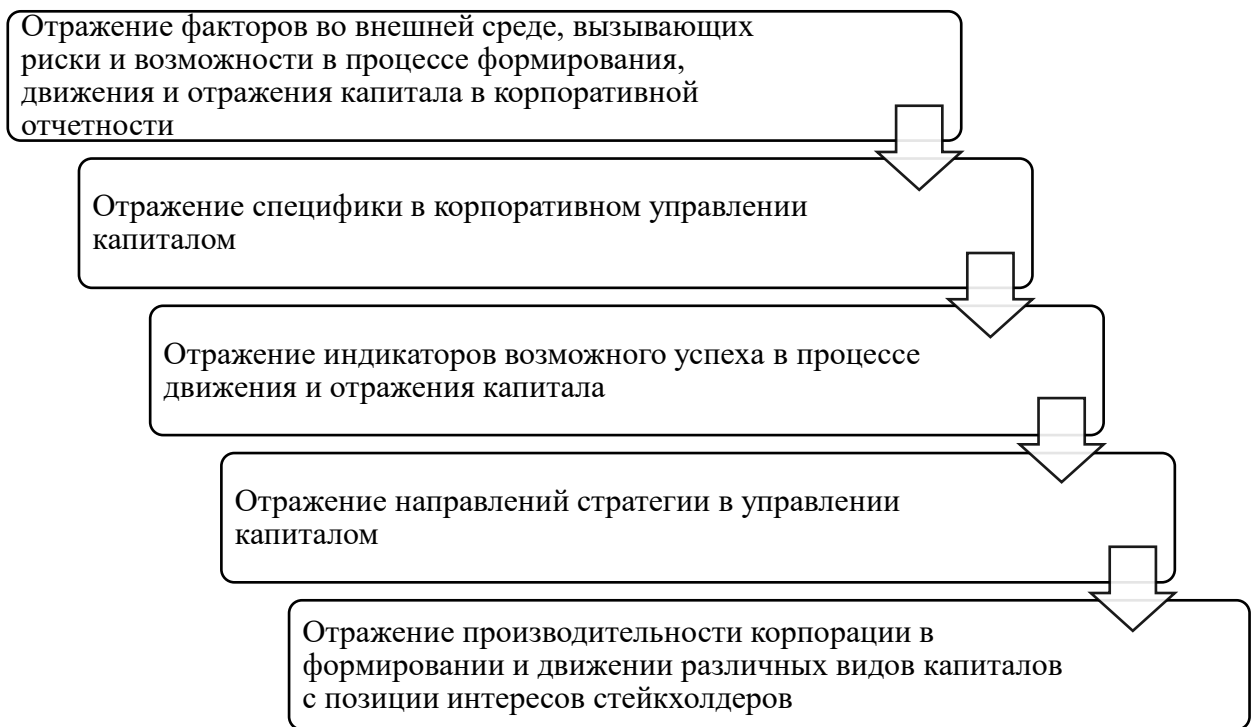 Отражение факторов во внешней среде, вызывающих
риски и возможности в процессе формирования,
движения и отражения капитала в корпоративной
отчетности
Отражение специфики в корпоративном управлении
капиталом
Отражение индикаторов возможного успеха в процессе
движения и отражения капитала
Отражение направлений стратегии в управлении
капиталом
Отражение производительности корпорации в
формировании и движении различных видов капиталов
с позиции интересов стейкхолдеров